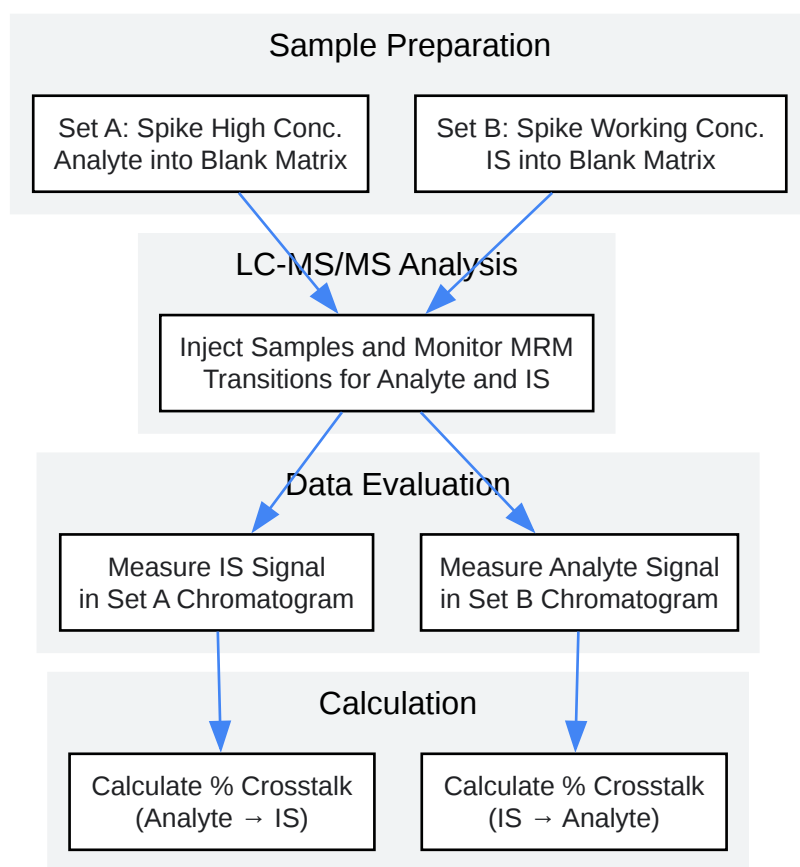 Sample Preparation
Set A: Spike High Conc.
Analyte into Blank Matrix
Set B: Spike Working Conc.
IS into Blank Matrix
LC-MS/MS Analysis
Inject Samples and Monitor MRM
Transitions for Analyte and IS
Data Evaluation
Measure IS Signal
in Set A Chromatogram
Measure Analyte Signal
in Set B Chromatogram
Calculation
Calculate % Crosstalk
(Analyte → IS)
Calculate % Crosstalk
(IS → Analyte)